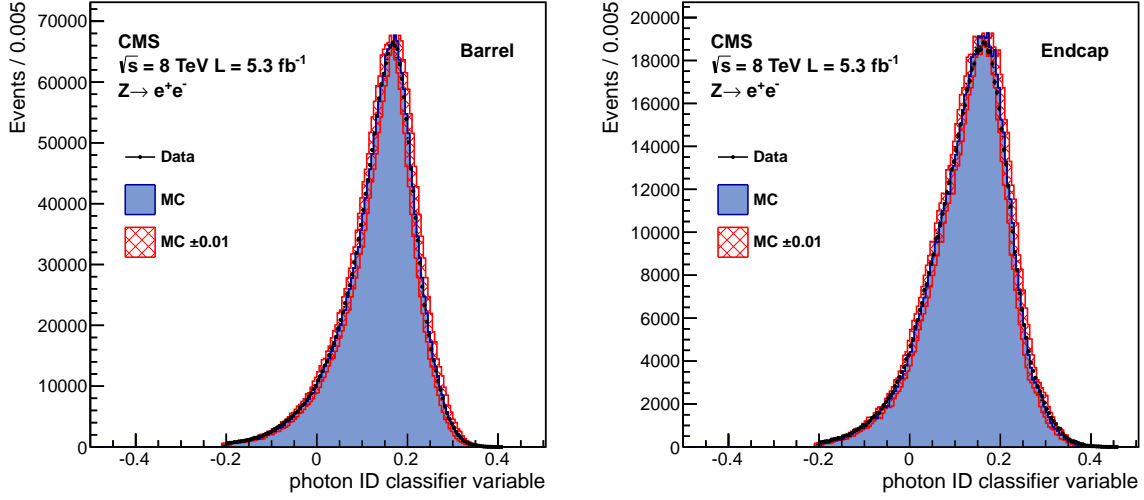 Events / 0.005
70000
60000
50000
40000
30000
20000
10000
0
CMS
√s = 8 TeV L = 5.3 fb⁻¹
Z→ e⁺e⁻
Barrel
Data
MC
MC ±0.01
-0.4 -0.2 0 0.2 0.4
photon ID classifier variable
Events / 0.005
20000
18000
16000
14000
12000
10000
8000
6000
4000
2000
0
CMS
√s = 8 TeV L = 5.3 fb⁻¹
Z→ e⁺e⁻
Endcap
Data
MC
MC ±0.01
-0.4 -0.2 0 0.2 0.4
photon ID classifier variable